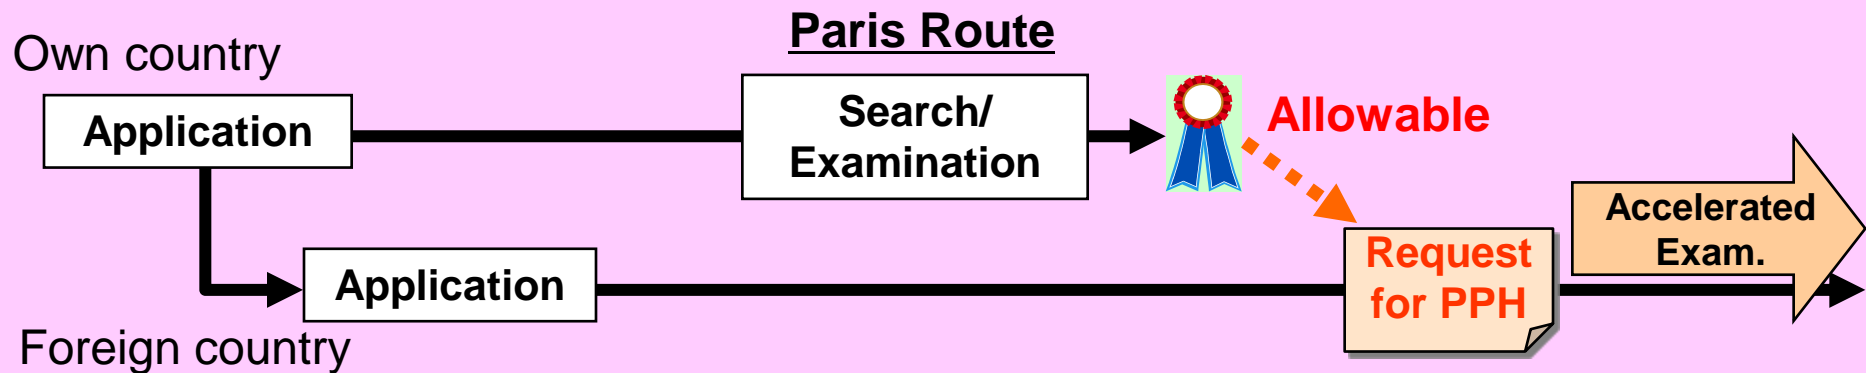 Paris Route
Own country
Application
Search/
Examination
Allowable
Accelerated
Exam.
Request
for PPH
Application
Foreign country